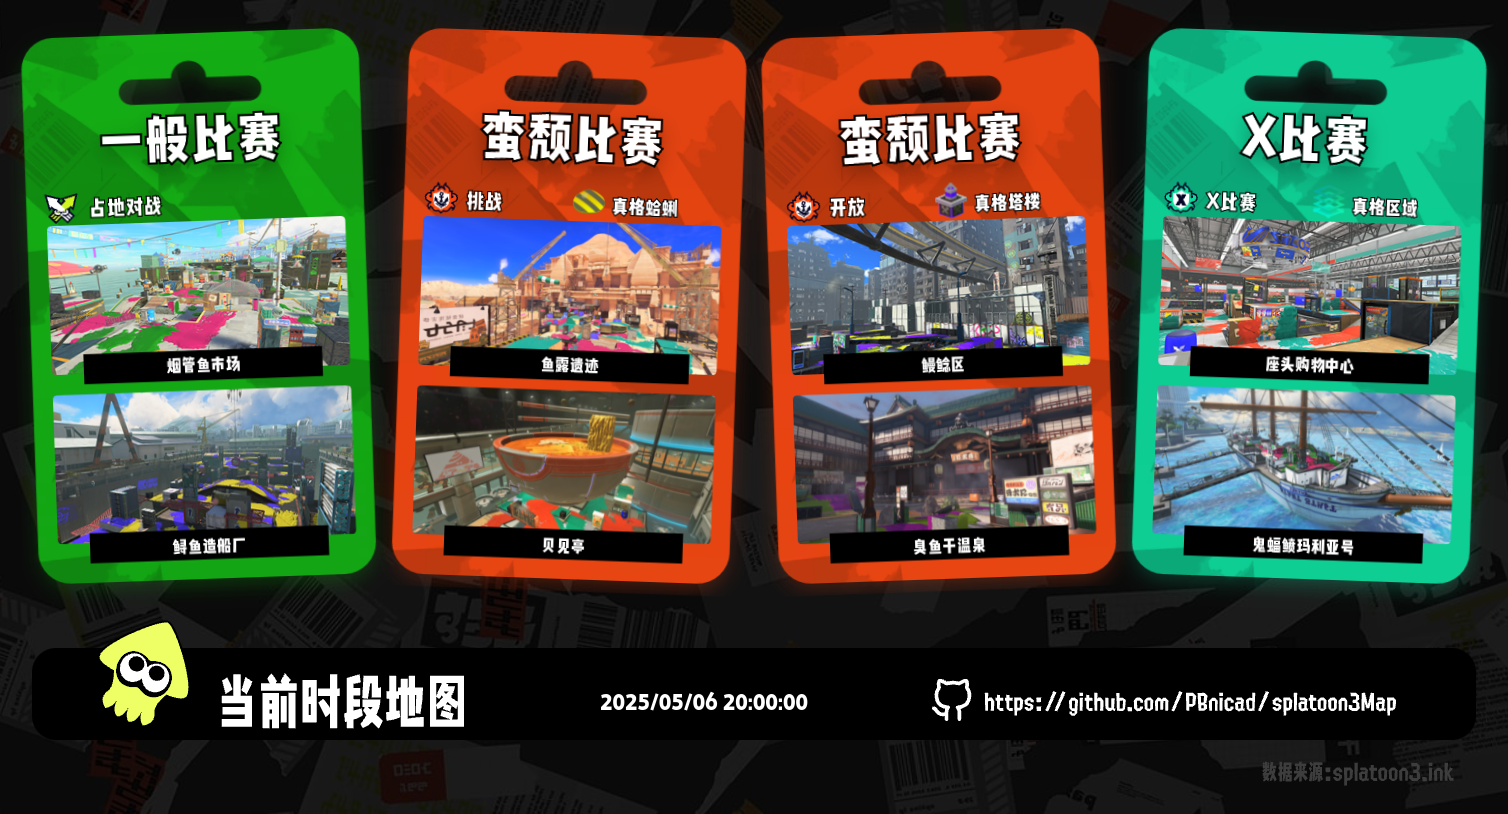 一般比赛
占地对战
烟管鱼市场
鲟鱼造船厂
蛮颓比赛
挑战
真格蛤蜊
鱼露遗迹
贝见亭
蛮颓比赛
开放
真格塔楼
鳗鲶区
臭鱼干温泉
X比赛
X比赛
真格区域
座头购物中心
鬼蝠鲼玛利亚号
当前时段地图
2025/05/06 20:00:00
https://github.com/PBnicad/splatoon3Map
数据来源:splatoon3.ink